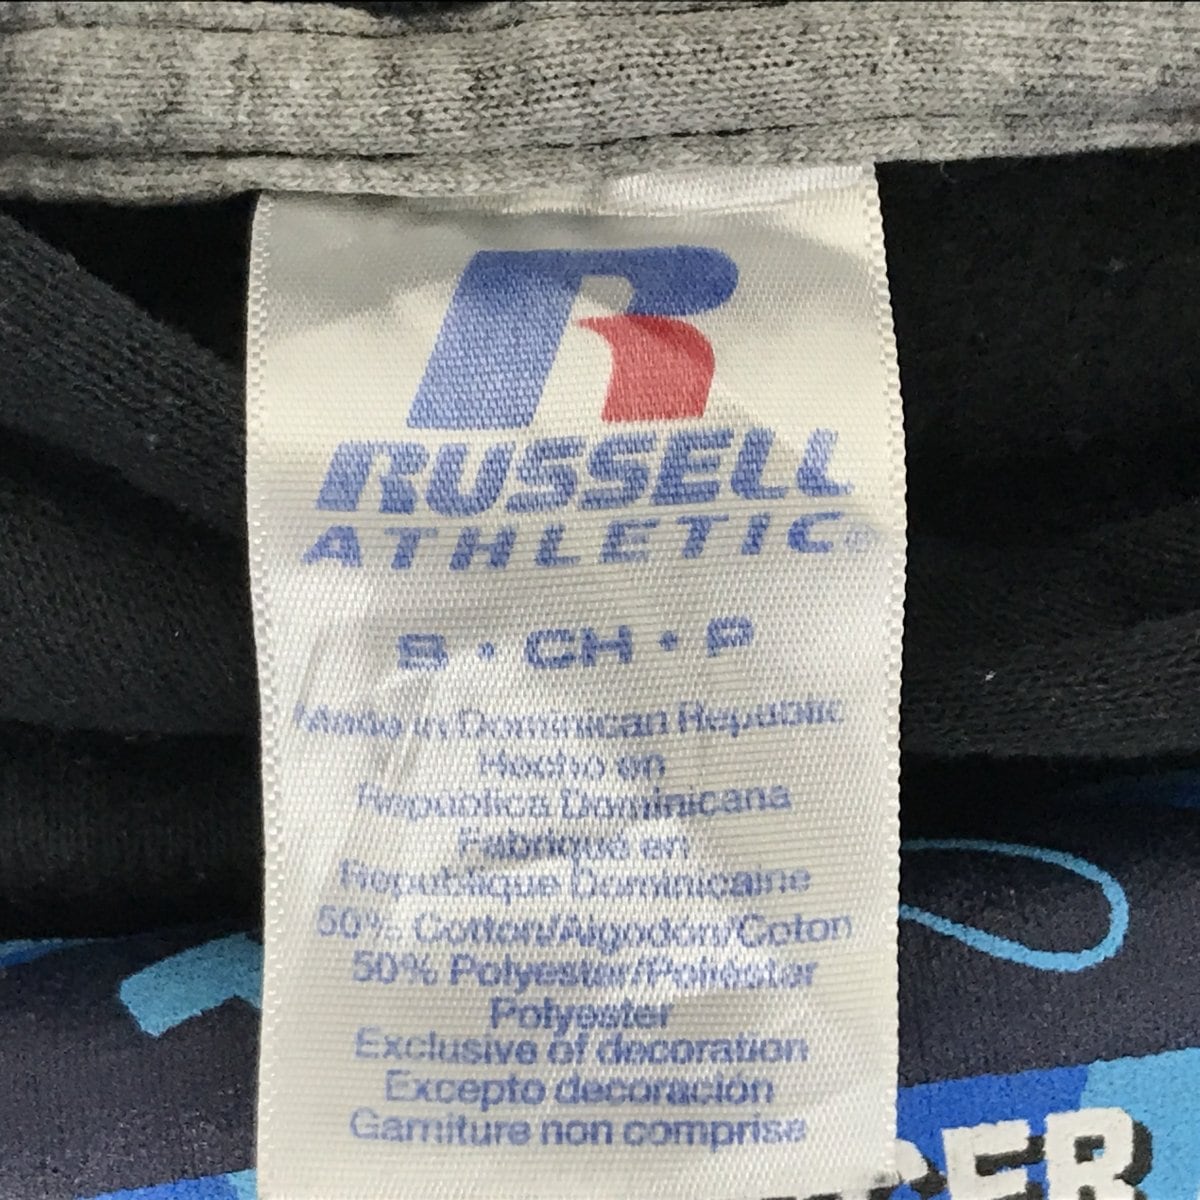 R
RUSSELL
ATHLETIC®
S • CH • P
Made in Dominican Republic
Hecho en
República Dominicana
Fabriqué en
République Dominicaine
50% Cotton/Algodón/Coton
50% Polyester/Poliéster
Polyester
Exclusive of decoration
Excepto decoración
Garniture non comprise